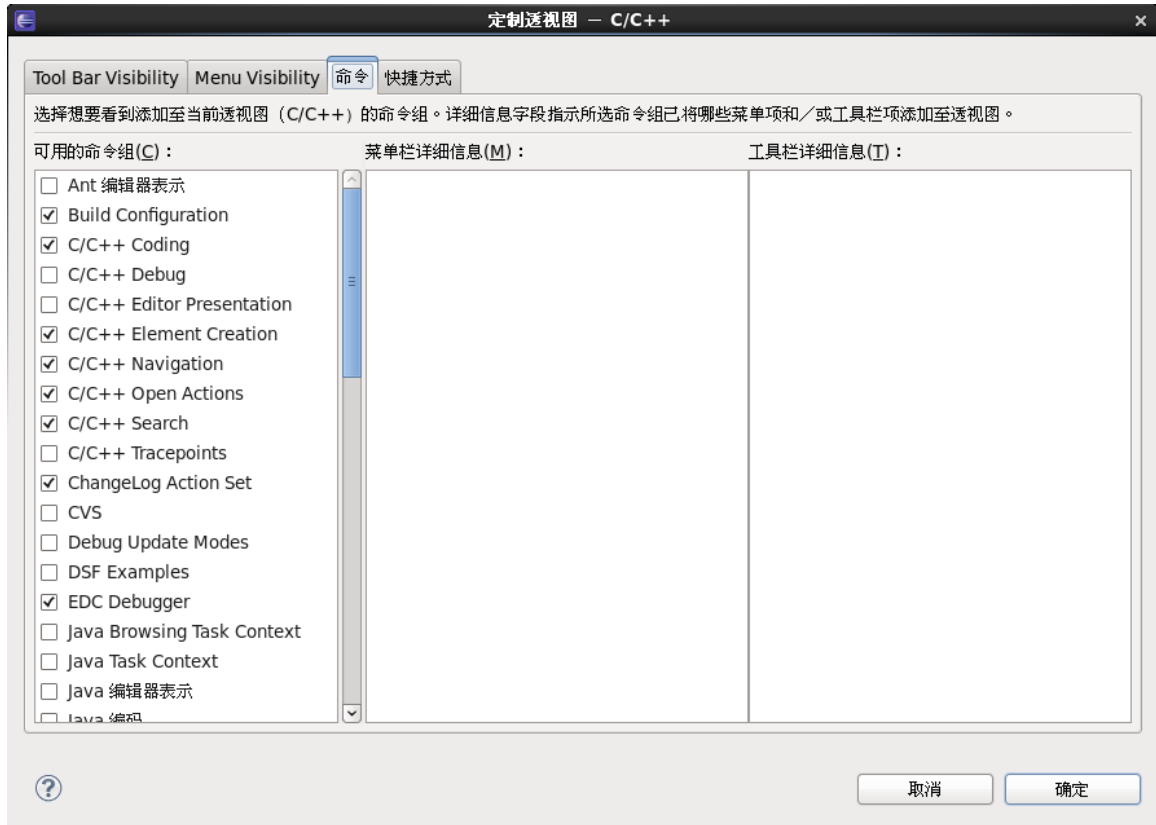 定制透视图 － C/C++
Tool Bar Visibility Menu Visibility 命令 快捷方式
选择想要看到添加至当前透视图（C/C++）的命令组。详细信息字段指示所选命令组已将哪些菜单项和／或工具栏项添加至透视图。
可用的命令组(C)： 菜单栏详细信息(M)： 工具栏详细信息(T)：
Ant 编辑器表示
Build Configuration
C/C++ Coding
C/C++ Debug
C/C++ Editor Presentation
C/C++ Element Creation
C/C++ Navigation
C/C++ Open Actions
C/C++ Search
C/C++ Tracepoints
ChangeLog Action Set
CVS
Debug Update Modes
DSF Examples
EDC Debugger
Java Browsing Task Context
Java Task Context
Java 编辑器表示
Java 编码
取消 确定